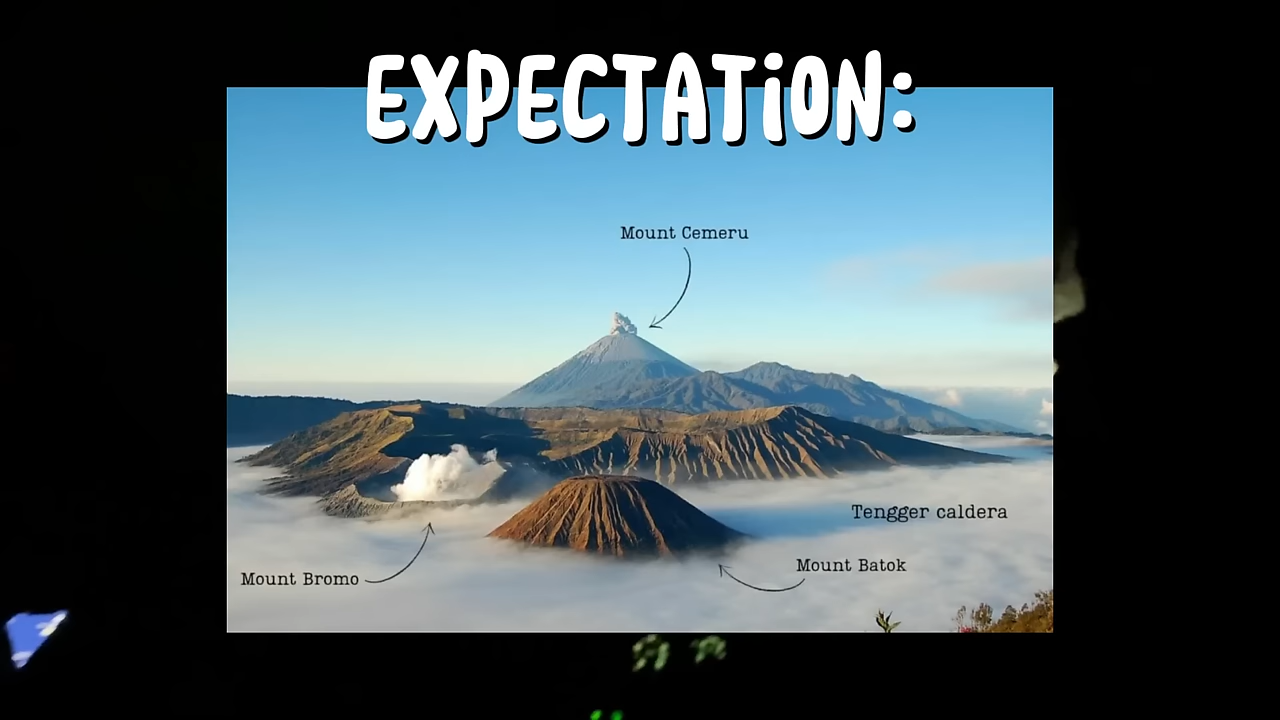 EXPECTATiON:
Mount Cemeru
Tengger caldera
Mount Batok
Mount Bromo